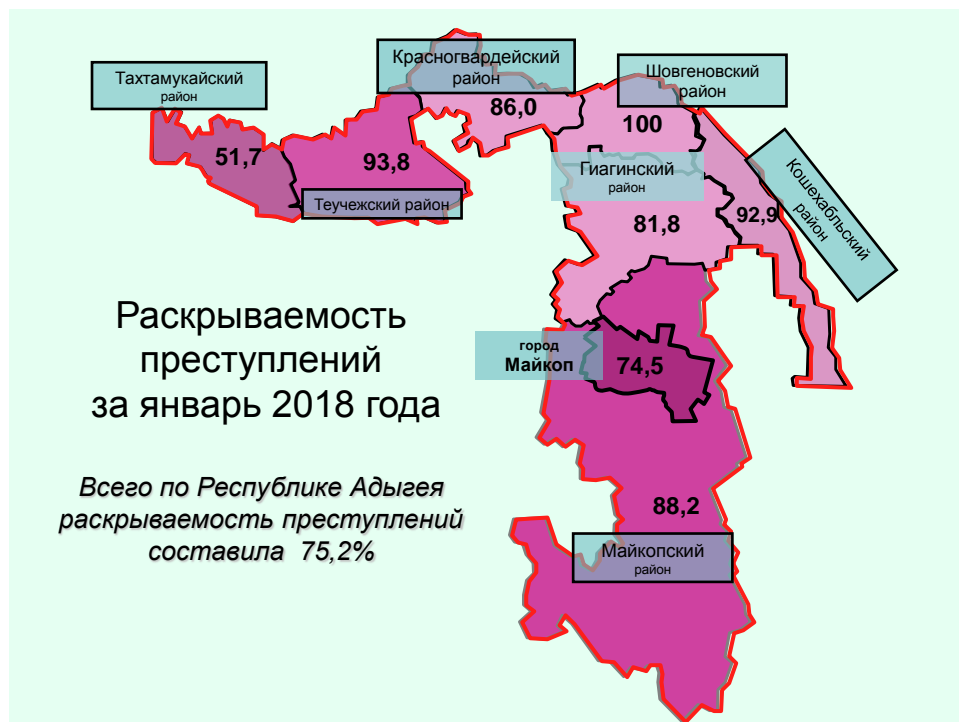 Красногвардейский
район
Тахтамукайский
район
Шовгеновский
район
86,0
100
51,7
93,8
Гиагинский
район
Кошехабльский
район
Теучежский район
81,8
92,9
Раскрываемость
преступлений
за январь 2018 года
город
Майкоп
74,5
Всего по Республике Адыгея
раскрываемость преступлений
составила 75,2%
88,2
Майкопский
район